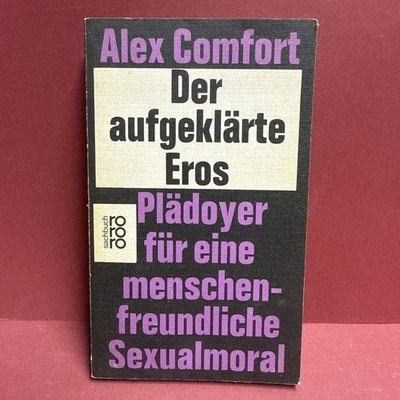 Alex Comfort
Der
aufgeklärte
Eros
Plädoyer
für eine
menschen-
freundliche
Sexualmoral
sachbuch
rororo